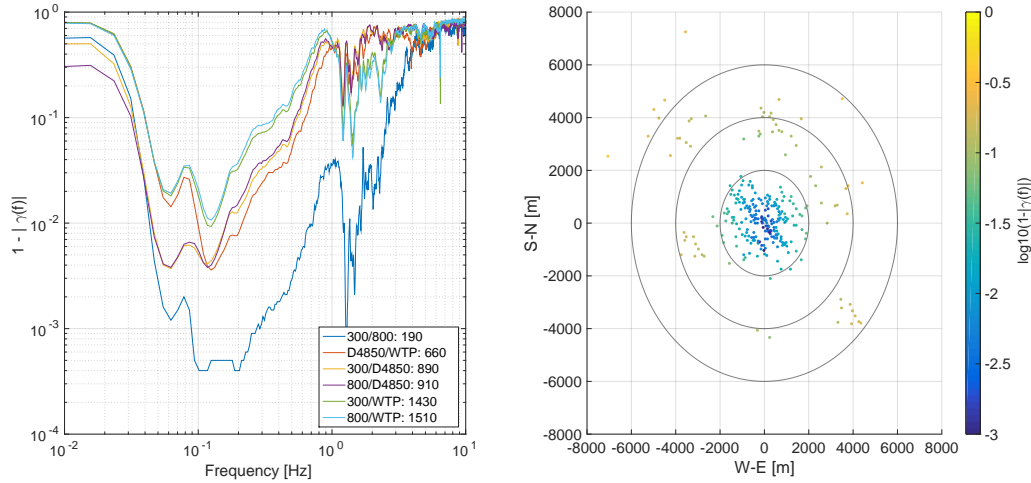 10^0
10^-1
10^-2
10^-3
10^-4
10^-2
10^-1
10^0
10^1
1 - | γ(f)|
Frequency [Hz]
300/800: 190
D4850/WTP: 660
300/D4850: 890
800/D4850: 910
300/WTP: 1430
800/WTP: 1510
8000
6000
4000
2000
0
-2000
-4000
-6000
-8000
-8000 -6000 -4000 -2000 0 2000 4000 6000 8000
S-N [m]
W-E [m]
0
-0.5
-1
-1.5
-2
-2.5
-3
log10(1-|γ(f)|)